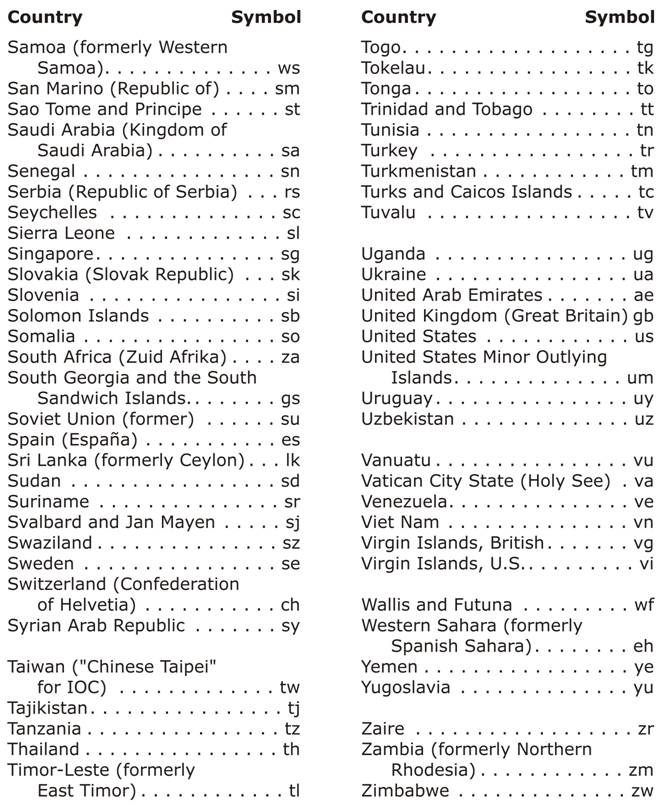 Country Symbol
Samoa (formerly Western
Samoa). . . . . . . . . . . . . . ws
San Marino (Republic of) . . . . sm
Sao Tome and Principe . . . . . . st
Saudi Arabia (Kingdom of
Saudi Arabia) . . . . . . . . . . sa
Senegal . . . . . . . . . . . . . . . . sn
Serbia (Republic of Serbia) . . . rs
Seychelles . . . . . . . . . . . . . . sc
Sierra Leone . . . . . . . . . . . . . sl
Singapore. . . . . . . . . . . . . . . sg
Slovakia (Slovak Republic) . . . sk
Slovenia . . . . . . . . . . . . . . . . si
Solomon Islands . . . . . . . . . . sb
Somalia . . . . . . . . . . . . . . . . so
South Africa (Zuid Afrika) . . . . za
South Georgia and the South
Sandwich Islands.. . . . . . . gs
Soviet Union (former) . . . . . . su
Spain (España) . . . . . . . . . . . es
Sri Lanka (formerly Ceylon) . . . lk
Sudan . . . . . . . . . . . . . . . . . sd
Suriname . . . . . . . . . . . . . . . sr
Svalbard and Jan Mayen . . . . . sj
Swaziland . . . . . . . . . . . . . . . sz
Sweden . . . . . . . . . . . . . . . . se
Switzerland (Confederation
of Helvetia) . . . . . . . . . . . ch
Syrian Arab Republic . . . . . . . sy
Taiwan ("Chinese Taipei"
for IOC) . . . . . . . . . . . . . tw
Tajikistan. . . . . . . . . . . . . . . . tj
Tanzania . . . . . . . . . . . . . . . . tz
Thailand . . . . . . . . . . . . . . . . th
Timor-Leste (formerly
East Timor) . . . . . . . . . . . . tl
Country Symbol
Togo. . . . . . . . . . . . . . . . . . . tg
Tokelau. . . . . . . . . . . . . . . . . tk
Tonga. . . . . . . . . . . . . . . . . . to
Trinidad and Tobago . . . . . . . tt
Tunisia . . . . . . . . . . . . . . . . . tn
Turkey . . . . . . . . . . . . . . . . . tr
Turkmenistan . . . . . . . . . . . . tm
Turks and Caicos Islands . . . . . tc
Tuvalu . . . . . . . . . . . . . . . . . tv
Uganda . . . . . . . . . . . . . . . . ug
Ukraine . . . . . . . . . . . . . . . . ua
United Arab Emirates . . . . . . . ae
United Kingdom (Great Britain) gb
United States . . . . . . . . . . . . us
United States Minor Outlying
Islands. . . . . . . . . . . . . . um
Uruguay. . . . . . . . . . . . . . . . uy
Uzbekistan . . . . . . . . . . . . . . uz
Vanuatu . . . . . . . . . . . . . . . . vu
Vatican City State (Holy See) . va
Venezuela. . . . . . . . . . . . . . . ve
Viet Nam . . . . . . . . . . . . . . . vn
Virgin Islands, British . . . . . . . vg
Virgin Islands, U.S.. . . . . . . . . vi
Wallis and Futuna . . . . . . . . . wf
Western Sahara (formerly
Spanish Sahara). . . . . . . . eh
Yemen . . . . . . . . . . . . . . . . . ye
Yugoslavia . . . . . . . . . . . . . . yu
Zaire . . . . . . . . . . . . . . . . . . zr
Zambia (formerly Northern
Rhodesia) . . . . . . . . . . . . zm
Zimbabwe . . . . . . . . . . . . . . zw